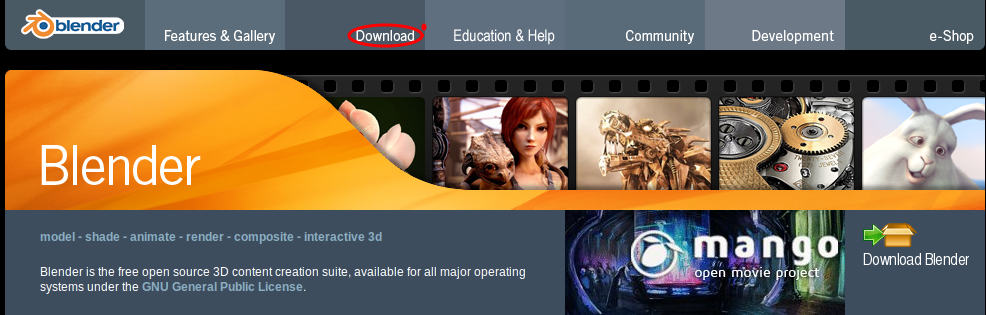 blender
Features & Gallery
Download
Education & Help
Community
Development
e-Shop
Blender
model - shade - animate - render - composite - interactive 3d
mango
open movie project
Download Blender
Blender is the free open source 3D content creation suite, available for all major operating
systems under the GNU General Public License.